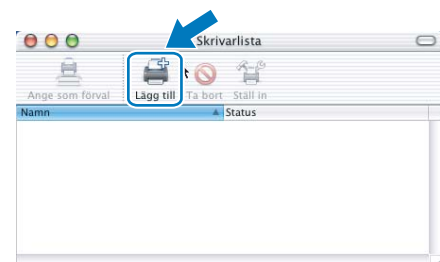 Skrivarlista
Ange som förval Lägg till Ta bort Ställ in
Namn Status